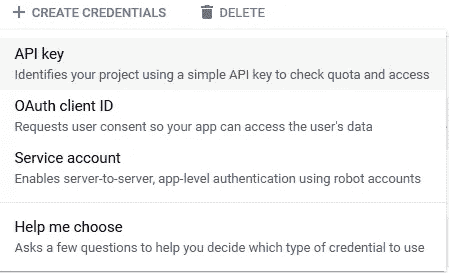 CREATE CREDENTIALS DELETE
API key
Identifies your project using a simple API key to check quota and access
OAuth client ID
Requests user consent so your app can access the user's data
Service account
Enables server-to-server, app-level authentication using robot accounts
Help me choose
Asks a few questions to help you decide which type of credential to use